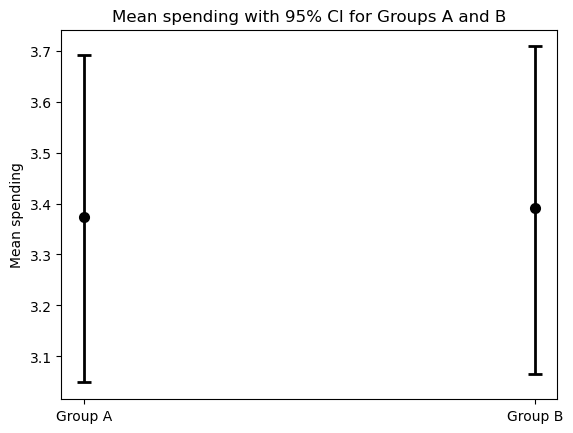 Mean spending with 95% CI for Groups A and B
3.7
3.6
3.5
3.4
3.3
3.2
3.1
Mean spending
Group A
Group B